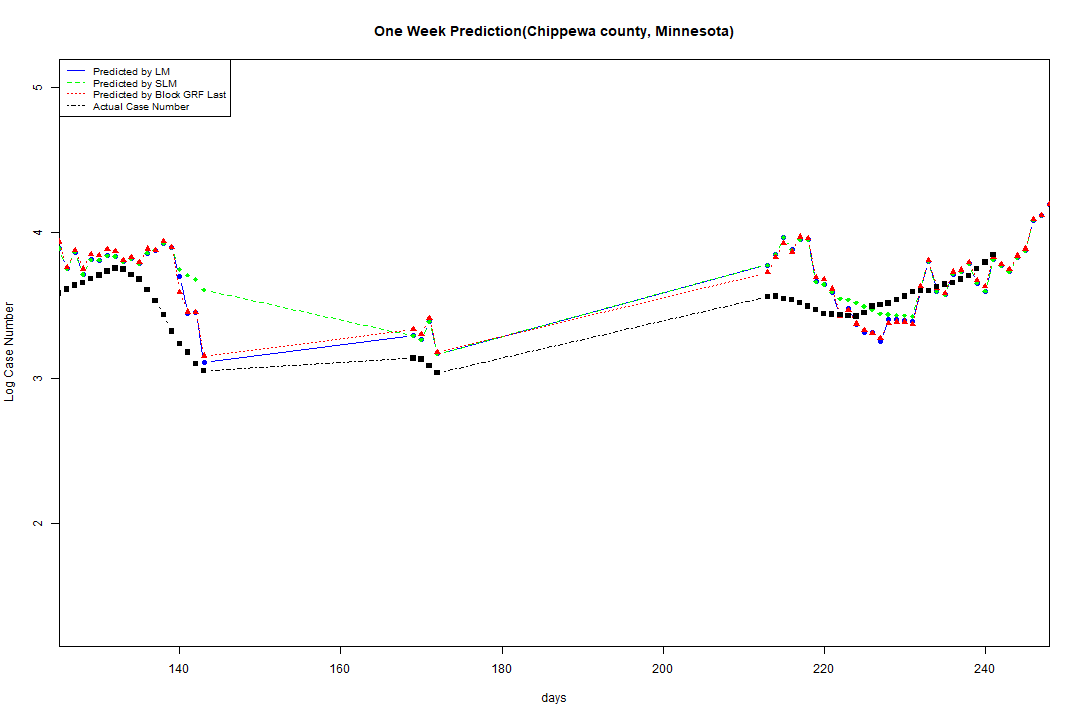 One Week Prediction(Chippewa county, Minnesota)
Predicted by LM
Predicted by SLM
Predicted by Block GRF Last
Actual Case Number
5
4
3
2
Log Case Number
140 160 180 200 220 240
days